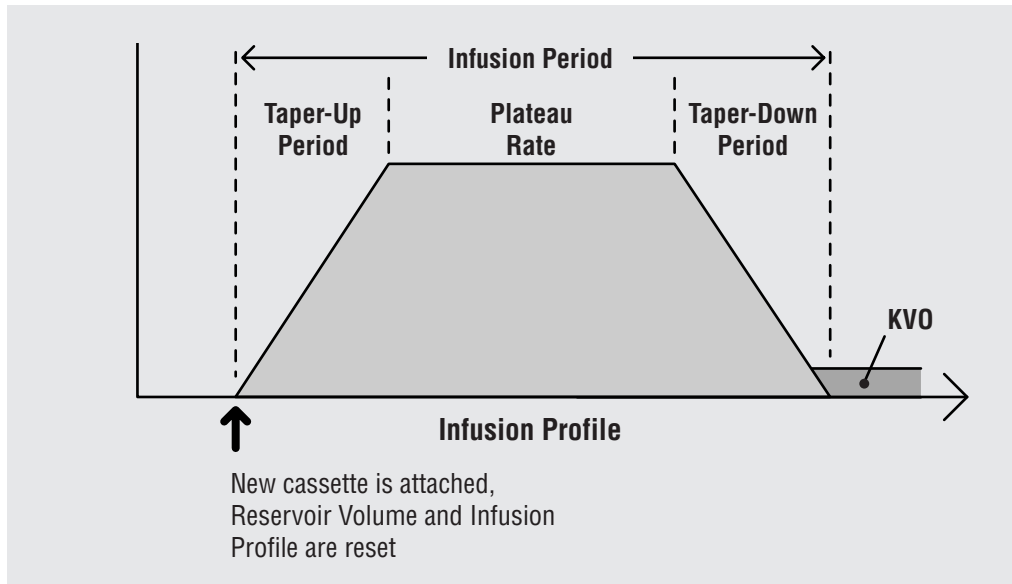 Infusion Period
Taper-Up
Period
Plateau
Rate
Taper-Down
Period
KVO
Infusion Profile
New cassette is attached,
Reservoir Volume and Infusion
Profile are reset